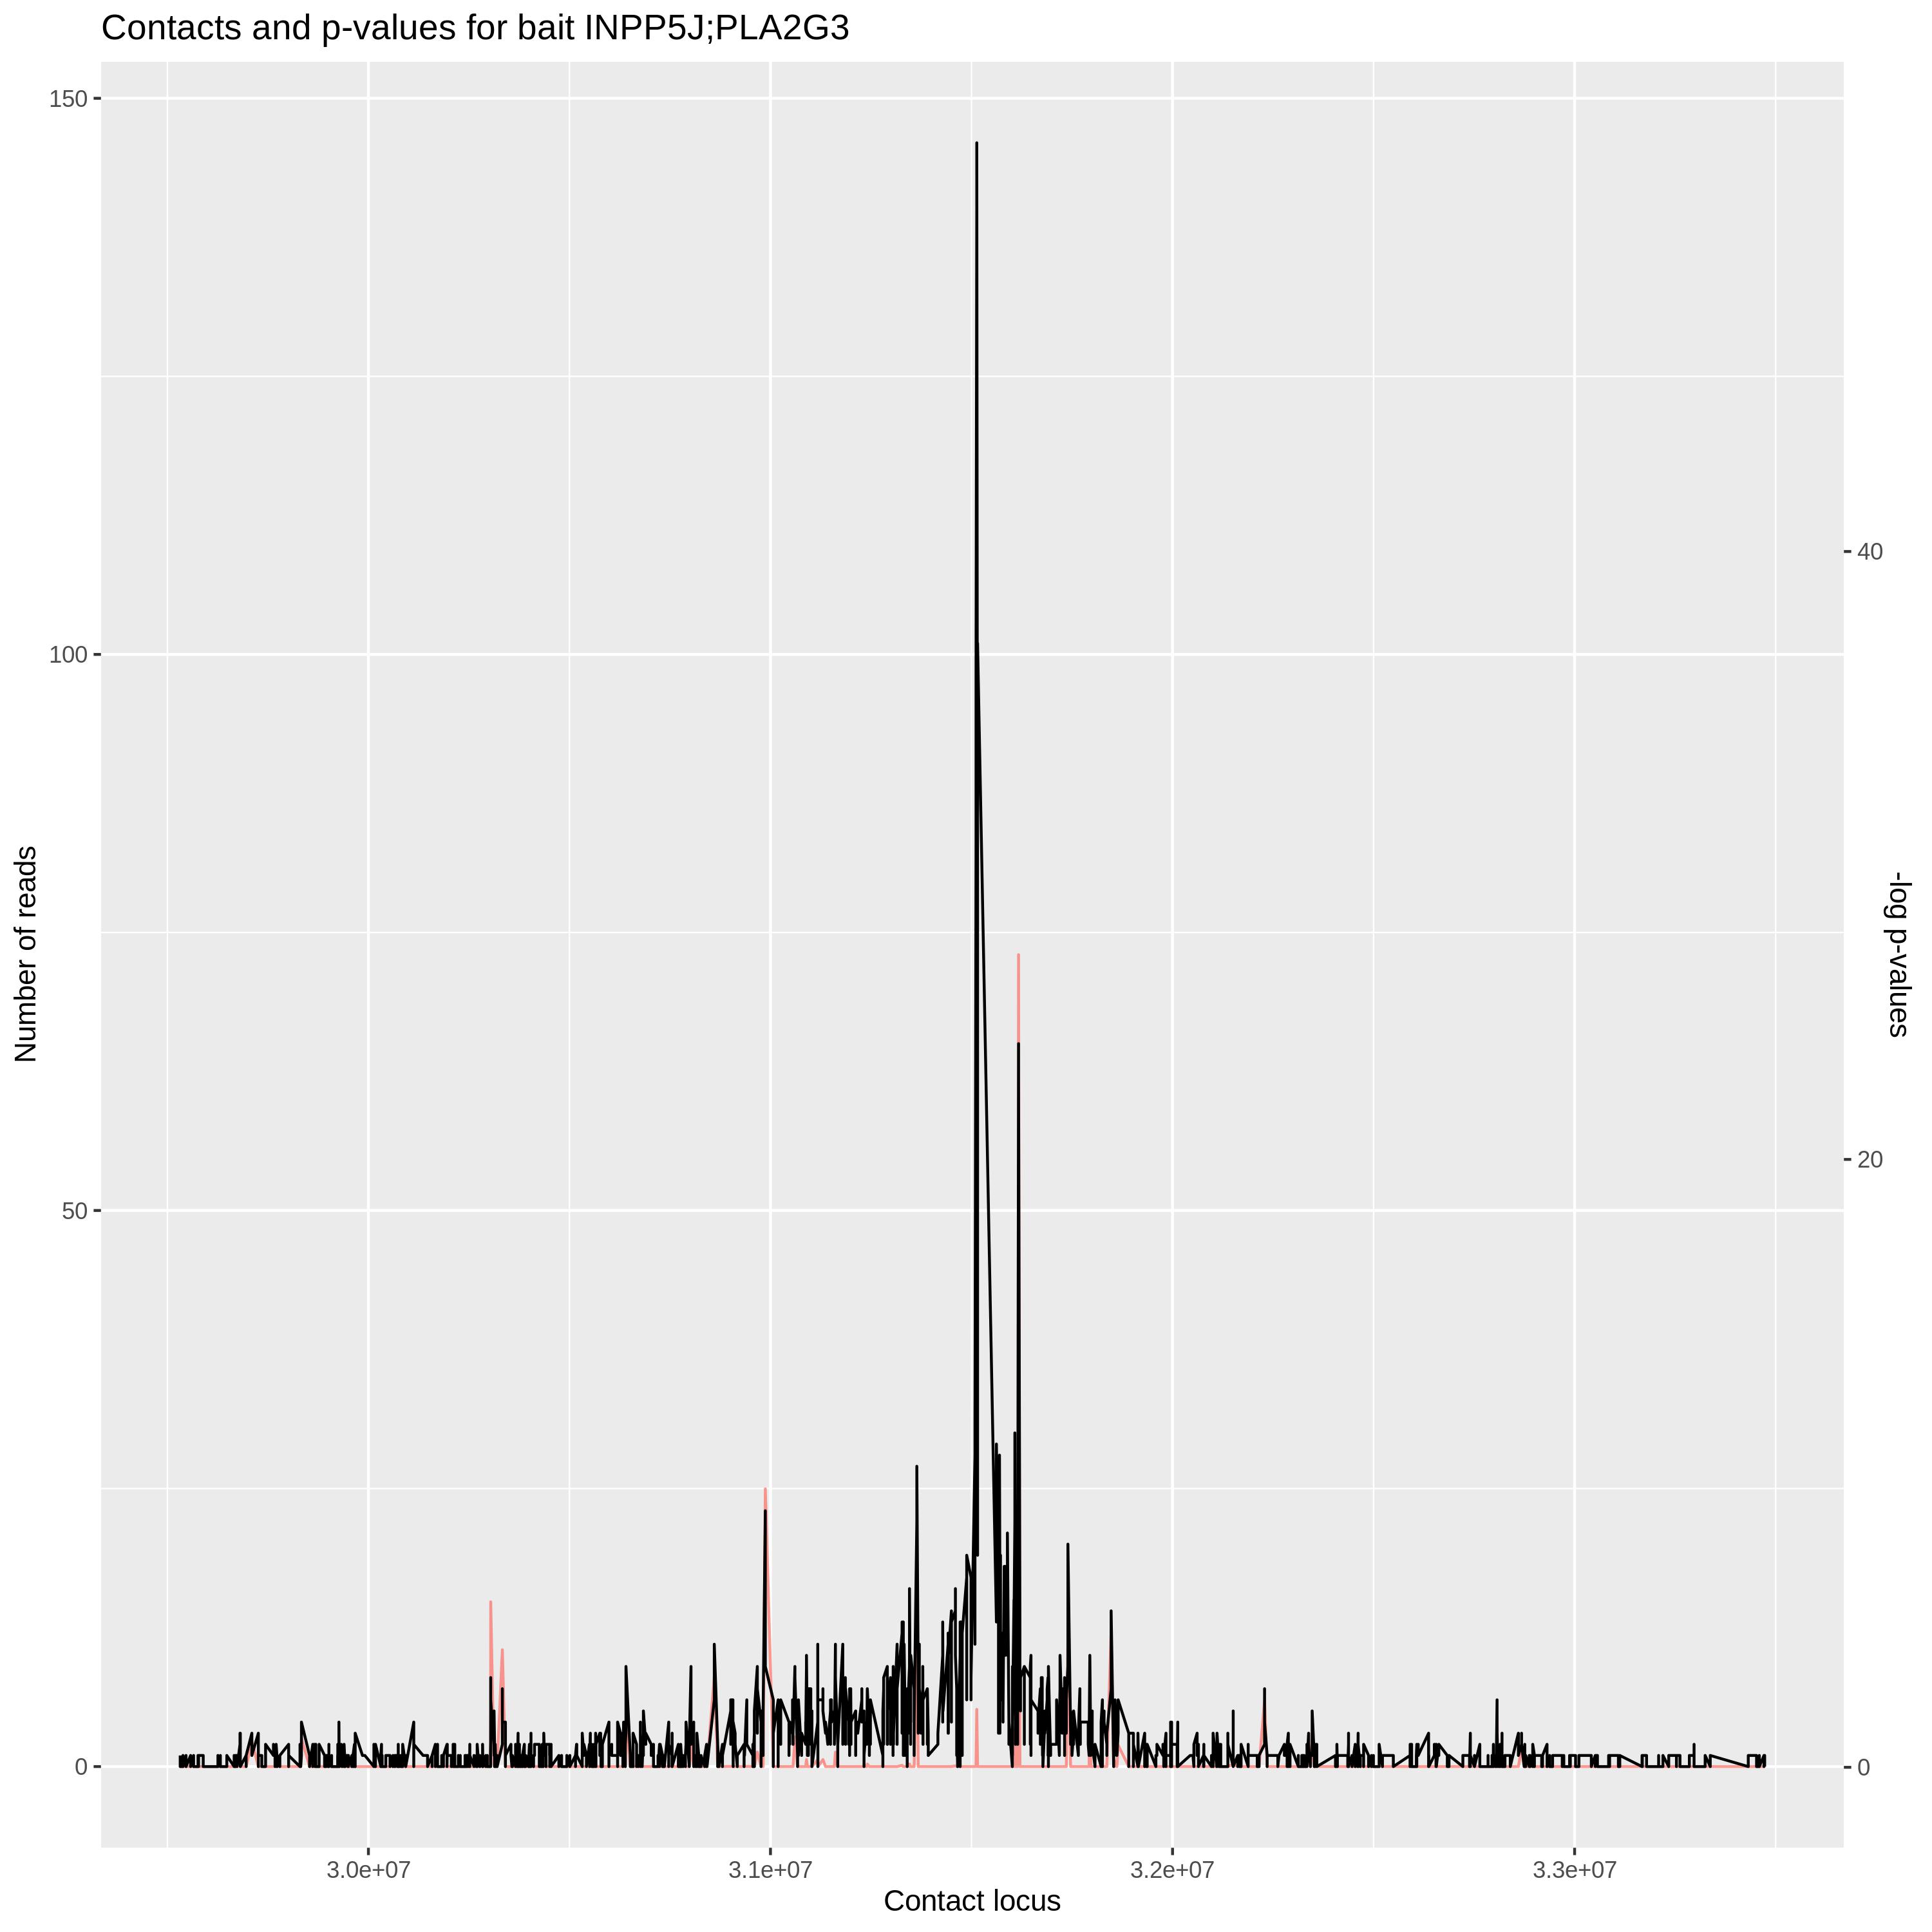 Contacts and p-values for bait INPP5J;PLA2G3
150
100
50
0
Number of reads
40
20
0
-log p-values
3.0e+07
3.1e+07
3.2e+07
3.3e+07
Contact locus